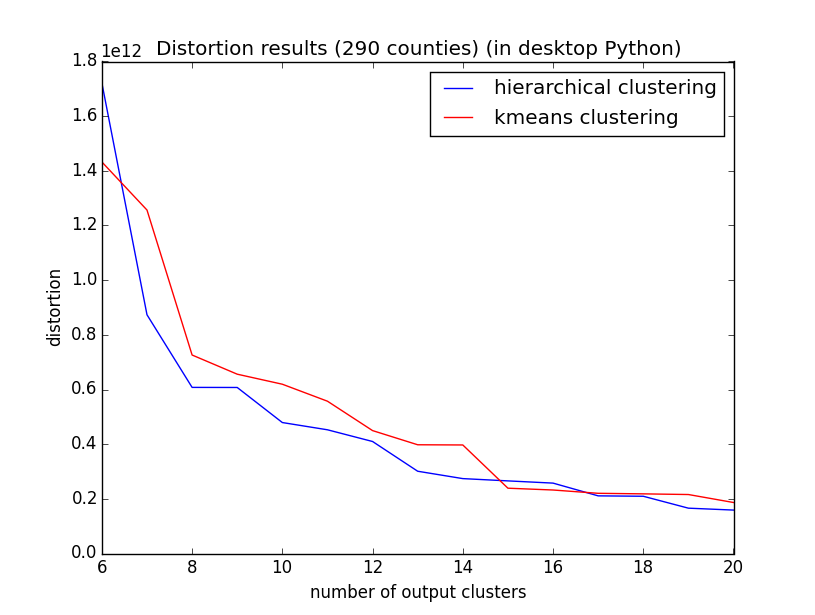 1e12
Distortion results (290 counties) (in desktop Python)
hierarchical clustering
kmeans clustering
1.8
1.6
1.4
1.2
1.0
0.8
0.6
0.4
0.2
0.0
distortion
6 8 10 12 14 16 18 20
number of output clusters